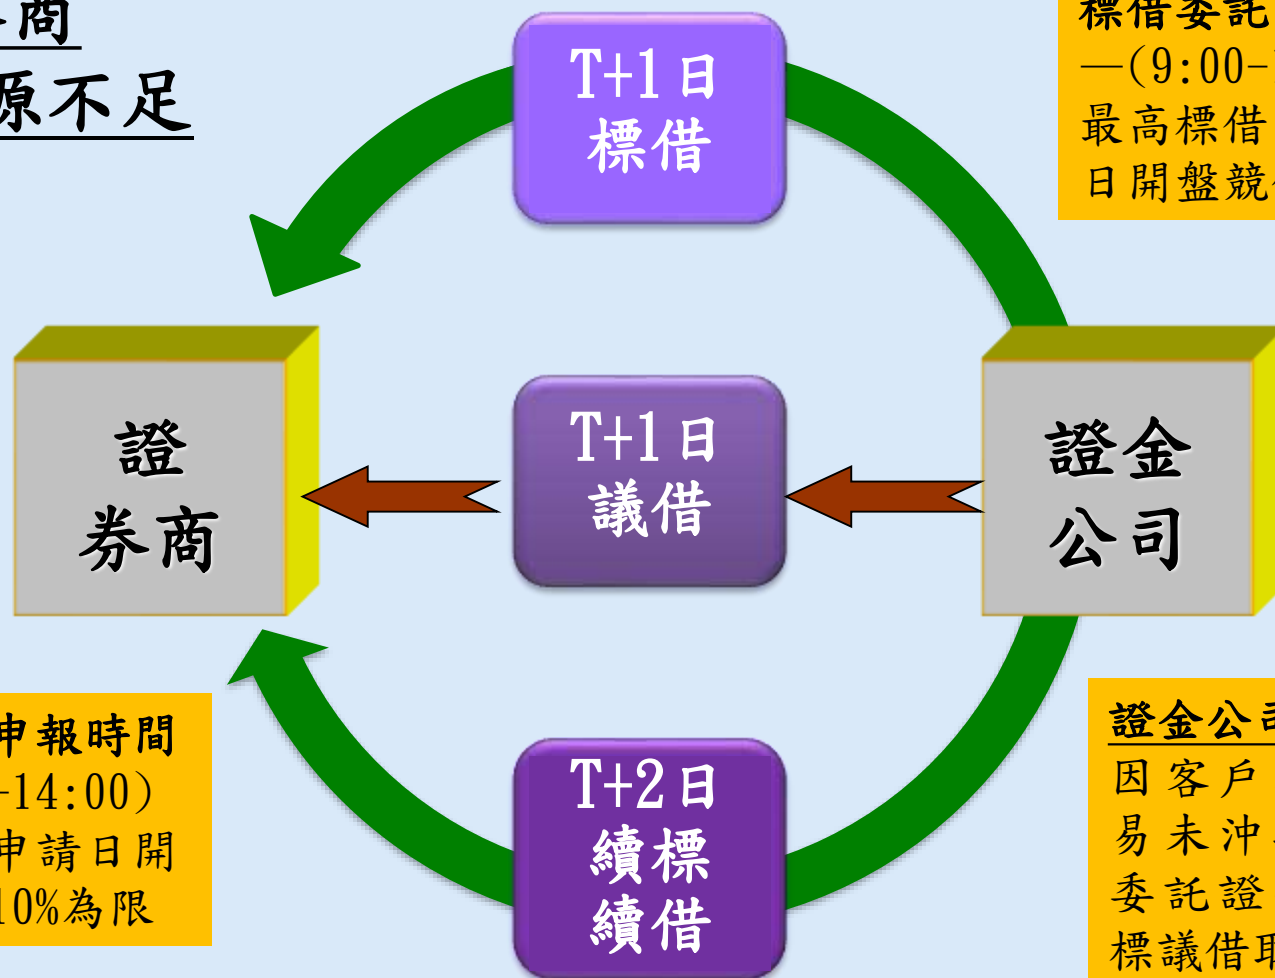 商
源不足
T+1日
標借
標借委託
—(9:00-
最高標借
日開盤競
證
券商
T+1日
議借
證金
公司
申報時間
-14:00)
申請日開
10%為限
T+2日
續標
續借
證金公司
因客戶
易未沖
委託證
標議借